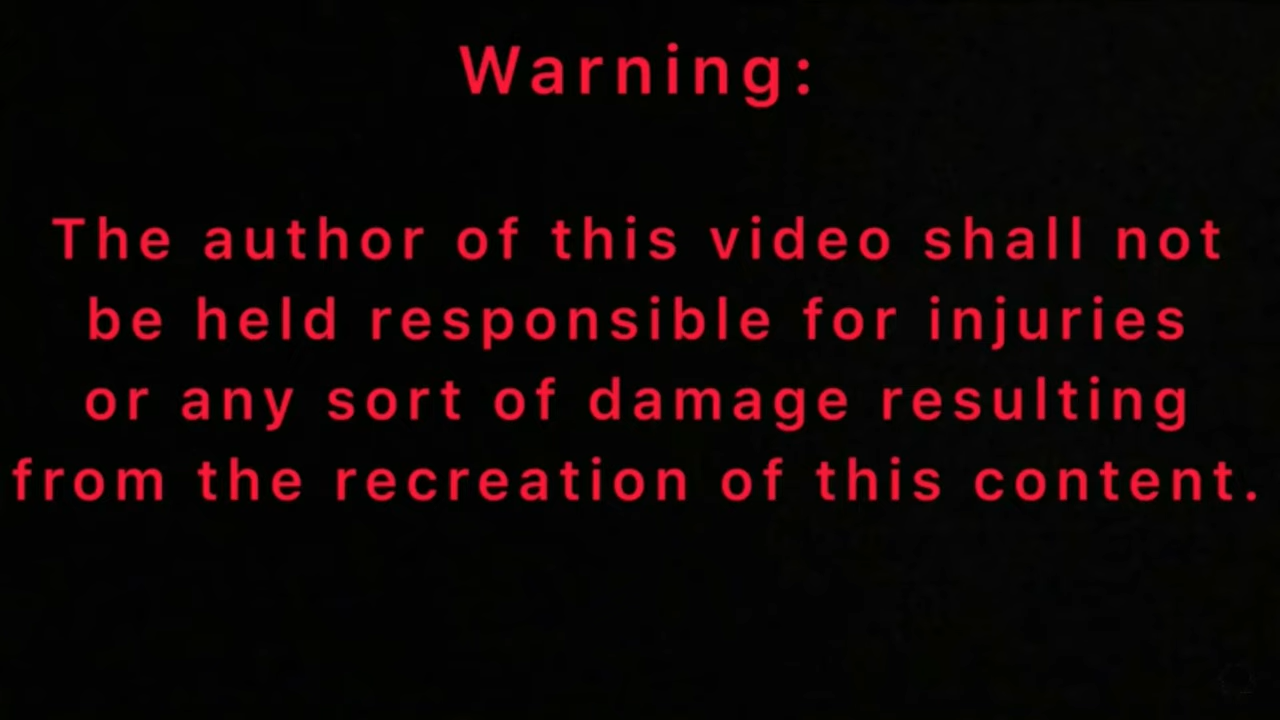 Warning:
The author of this video shall not
be held responsible for injuries
or any sort of damage resulting
from the recreation of this content.